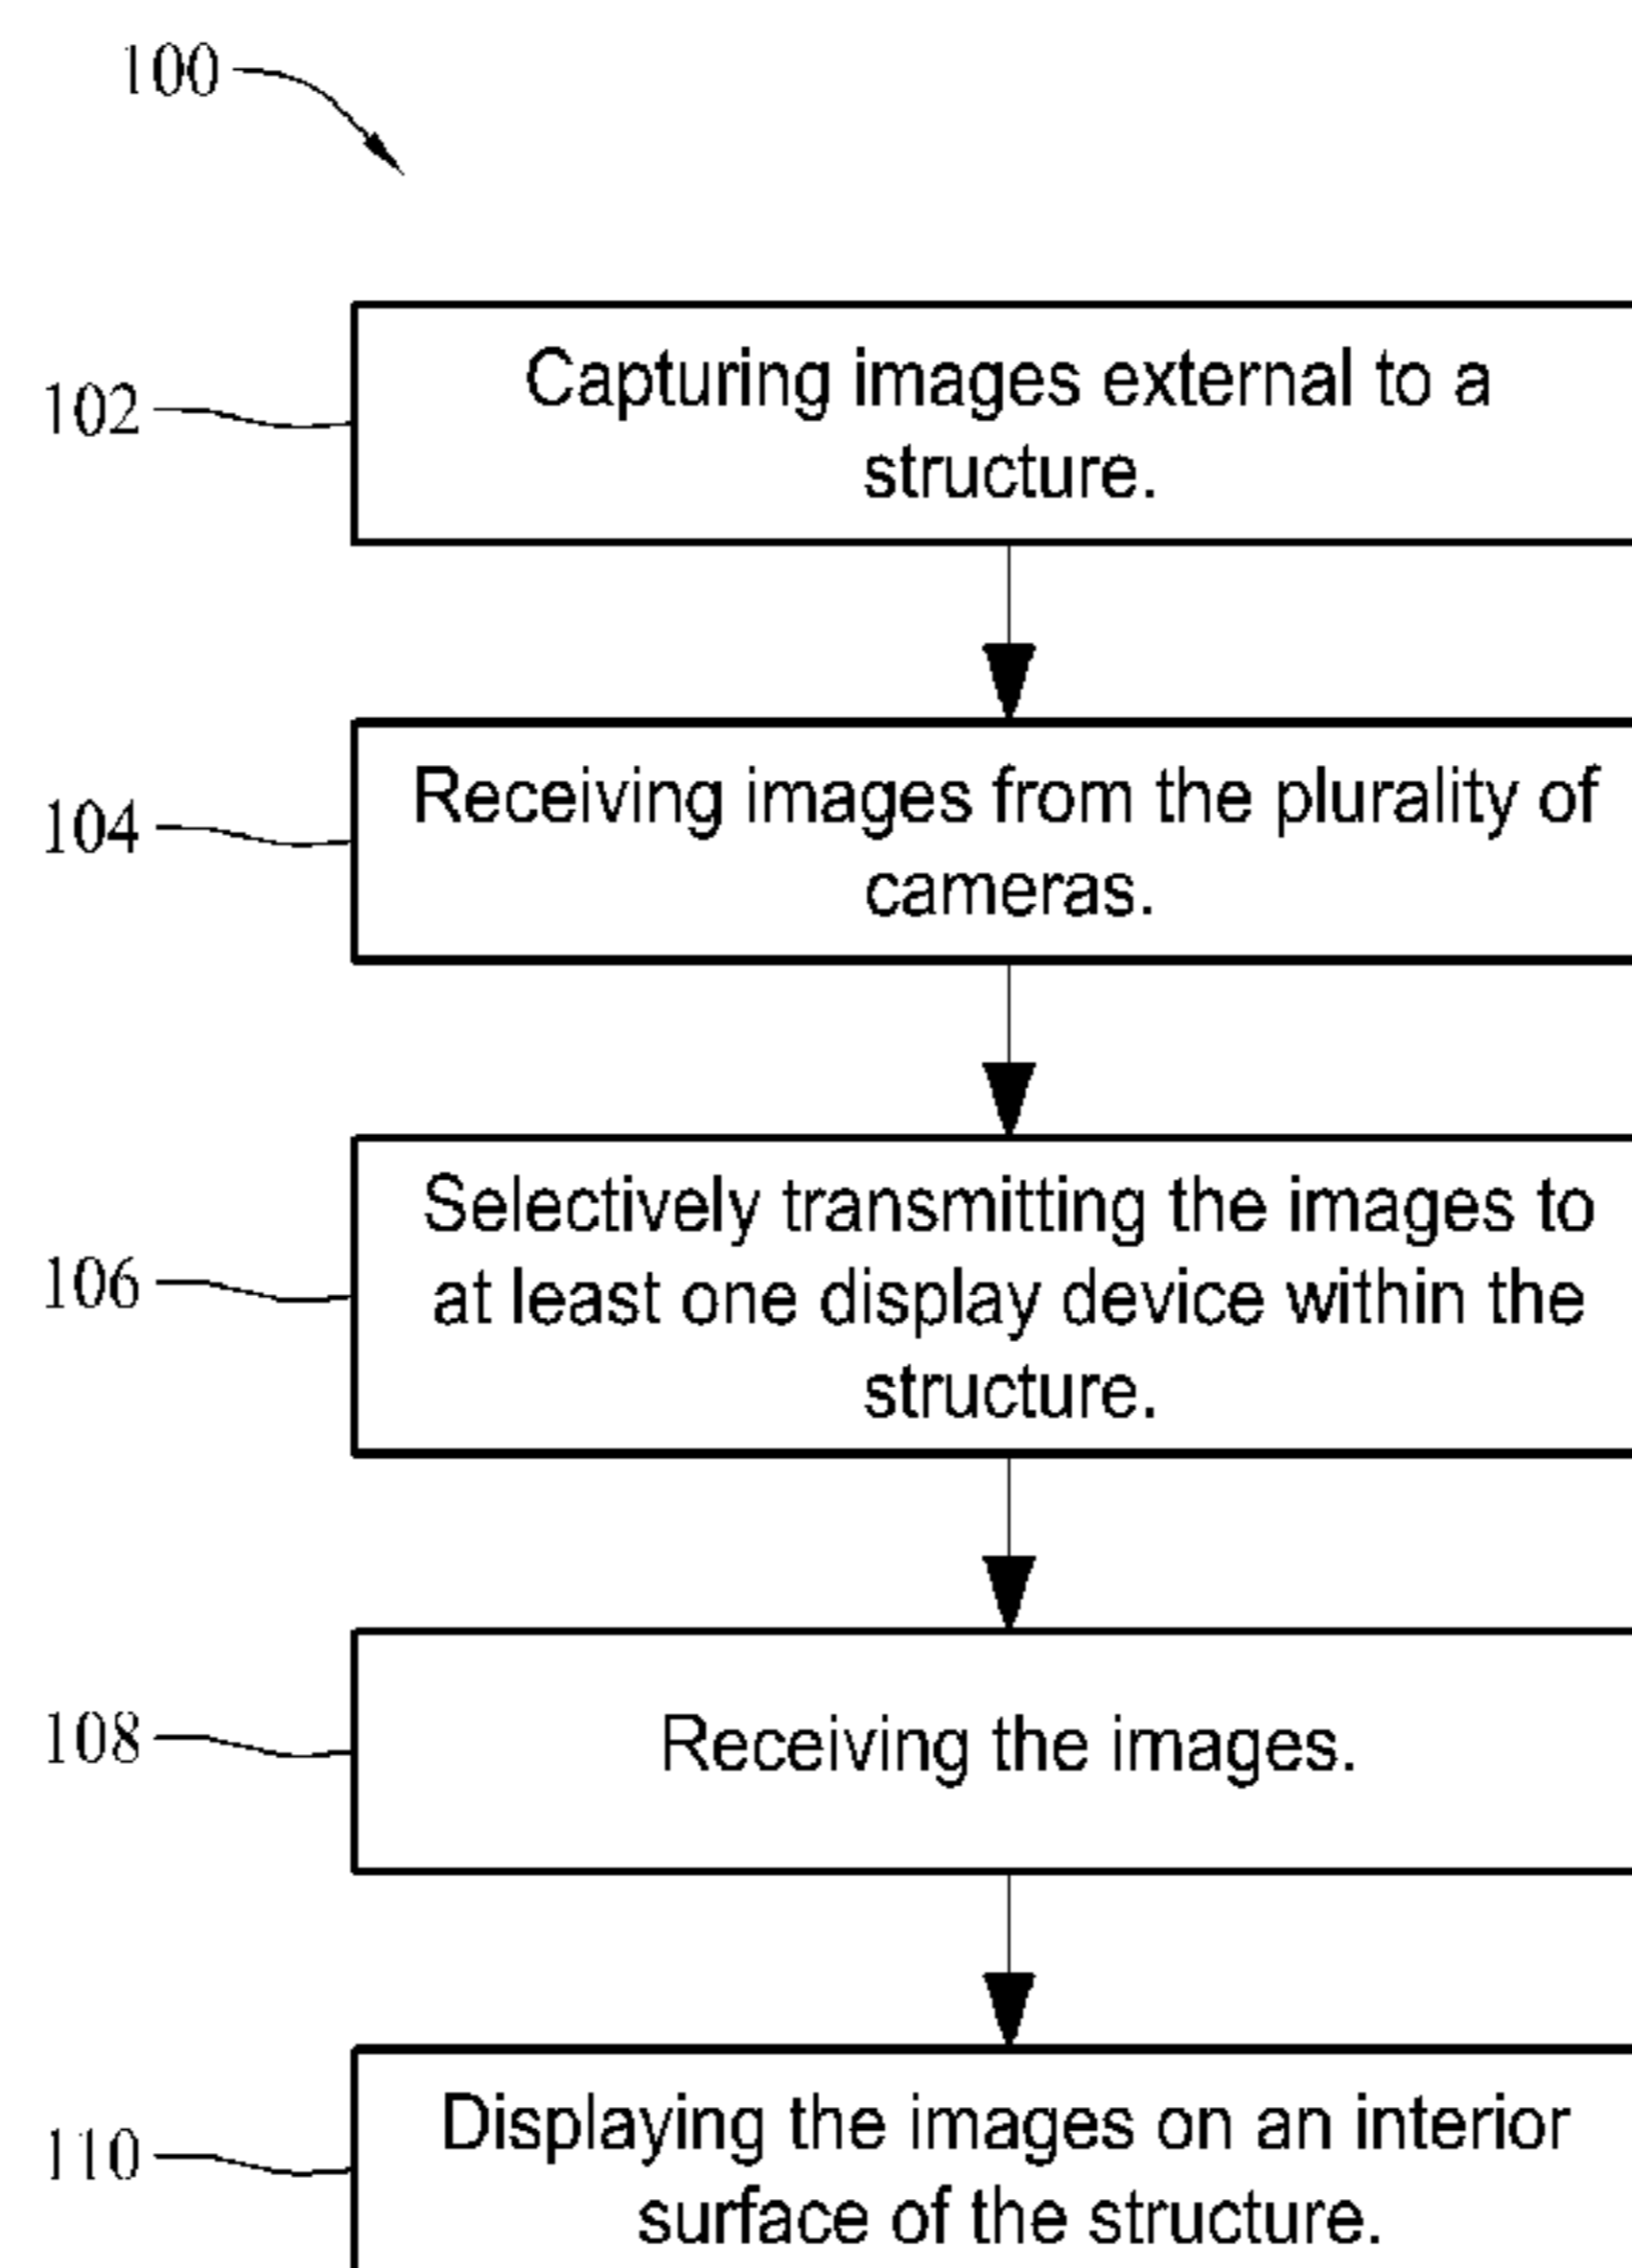 100
102
Capturing images external to a
structure.
104
Receiving images from the plurality of
cameras.
106
Selectively transmitting the images to
at least one display device within the
structure.
108
Receiving the images.
110
Displaying the images on an interior
surface of the structure.